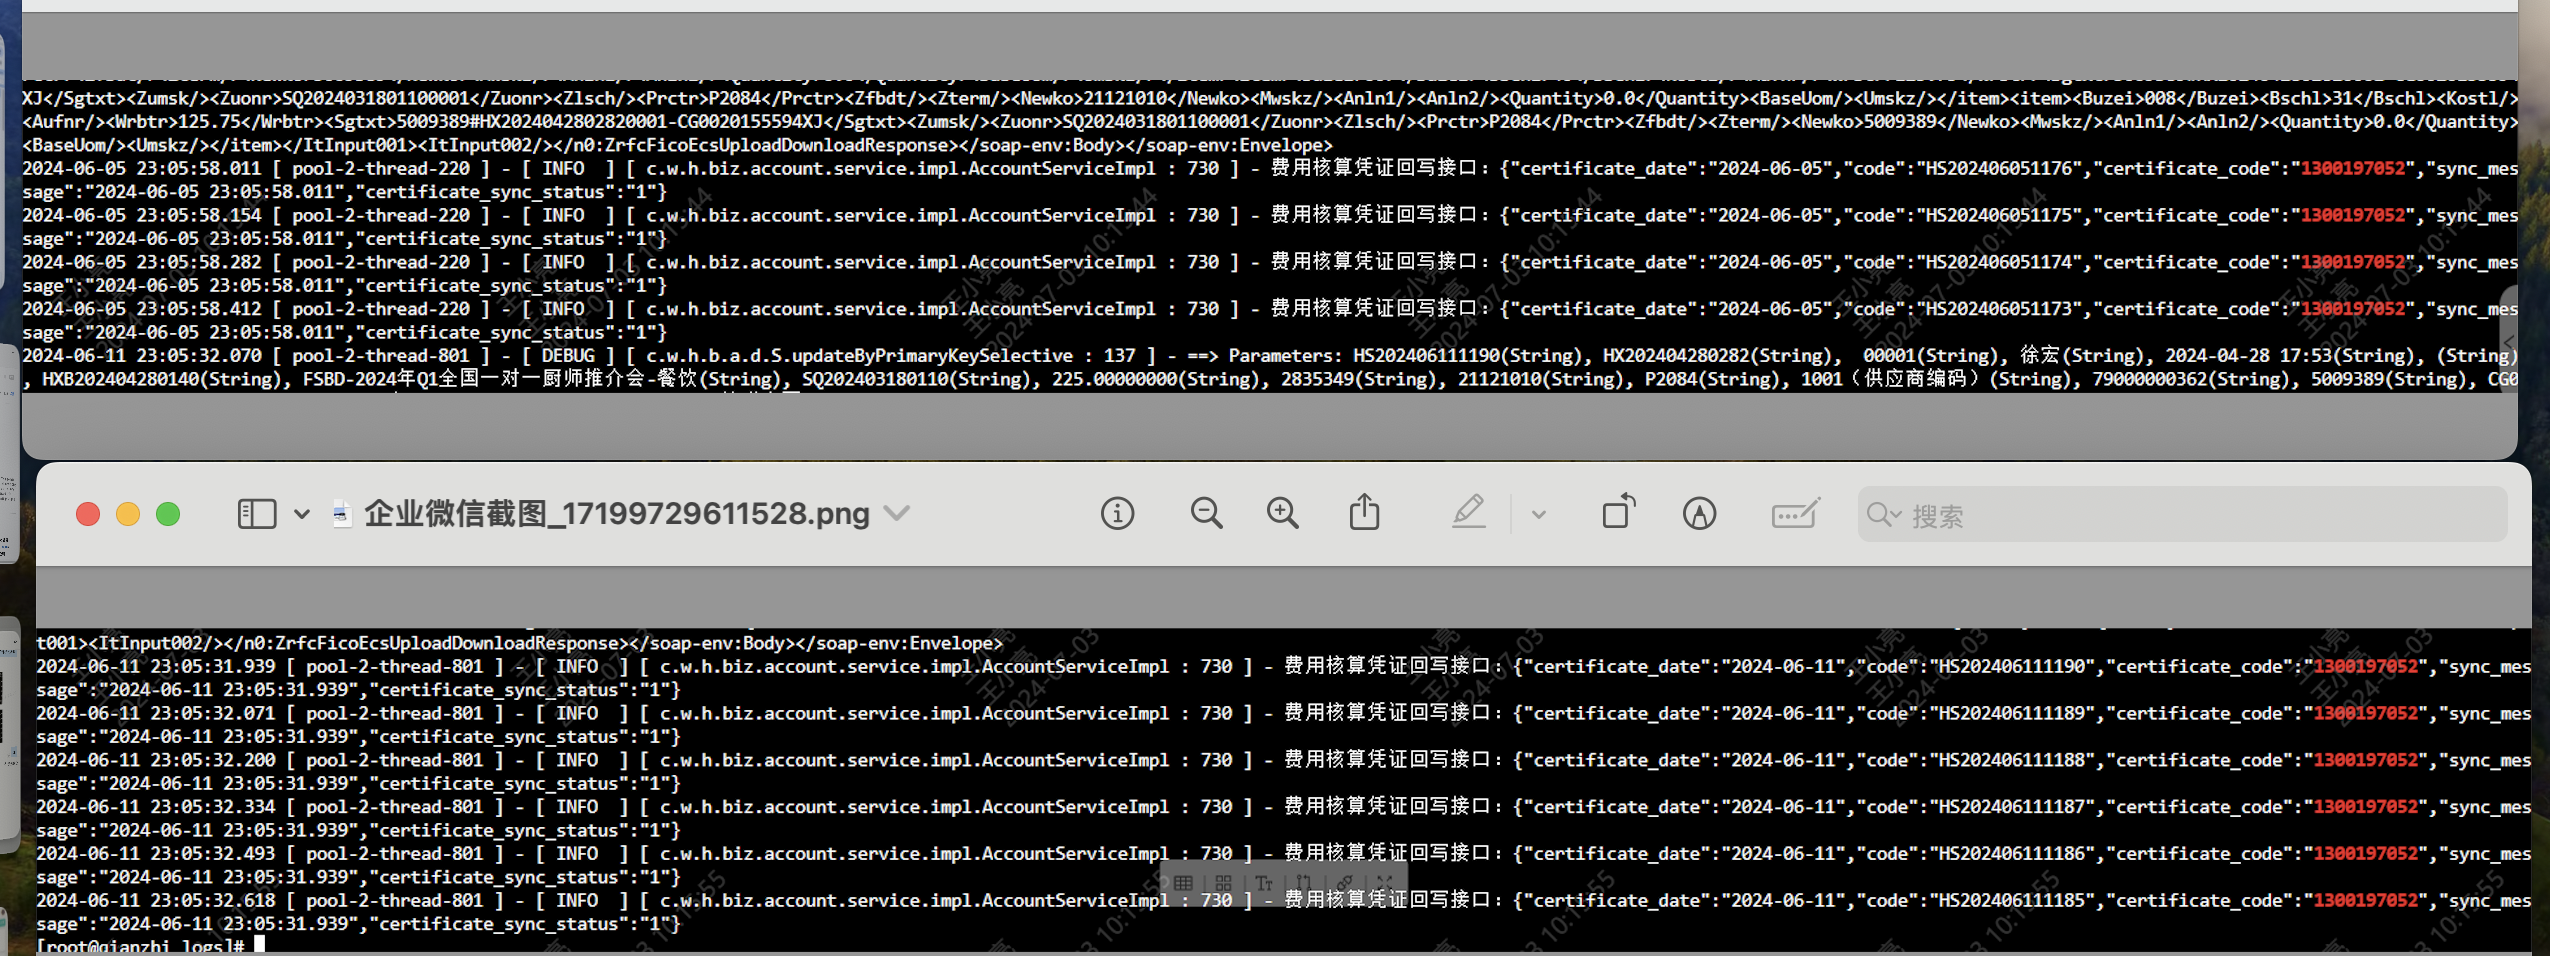 XJ</Sgtxt><Zumsk/><Zuonr>SQ2024031801100001</Zuonr><Zlsch/><Prctr>P2084</Prctr><Zfbdt/><Zterm/><Newko>21121010</Newko><Mwskz/><Anln1/><Anln2/><Quantity>0.0</Quantity><BaseUom/><Umskz/></item><item><Buzei>008</Buzei><Bschl>31</Bschl><Kostl/>
<Aufnr/><Wrbtr>125.75</Wrbtr><Sgtxt>5009389#HX2024042802820001-CG0020155594XJ</Sgtxt><Zumsk/><Zuonr>SQ2024031801100001</Zuonr><Zlsch/><Prctr>P2084</Prctr><Zfbdt/><Zterm/><Newko>5009389</Newko><Mwskz/><Anln1/><Anln2/><Quantity>0.0</Quantity>
<BaseUom/><Umskz/></item></ItInput001><ItInput002/></n0:ZrfcFicoEcsUploadDownloadResponse></soap-env:Body></soap-env:Envelope>
2024-06-05 23:05:58.011 [ pool-2-thread-220 ] - [ INFO  ] [ c.w.h.biz.account.service.impl.AccountServiceImpl : 730 ] - 费用核算凭证回写接口：{"certificate_date":"2024-06-05","code":"HS202406051176","certificate_code":"1300197052","sync_mes
sage":"2024-06-05 23:05:58.011","certificate_sync_status":"1"}
2024-06-05 23:05:58.154 [ pool-2-thread-220 ] - [ INFO  ] [ c.w.h.biz.account.service.impl.AccountServiceImpl : 730 ] - 费用核算凭证回写接口：{"certificate_date":"2024-06-05","code":"HS202406051175","certificate_code":"1300197052","sync_mes
sage":"2024-06-05 23:05:58.011","certificate_sync_status":"1"}
2024-06-05 23:05:58.282 [ pool-2-thread-220 ] - [ INFO  ] [ c.w.h.biz.account.service.impl.AccountServiceImpl : 730 ] - 费用核算凭证回写接口：{"certificate_date":"2024-06-05","code":"HS202406051174","certificate_code":"1300197052","sync_mes
sage":"2024-06-05 23:05:58.011","certificate_sync_status":"1"}
2024-06-05 23:05:58.412 [ pool-2-thread-220 ] - [ INFO  ] [ c.w.h.biz.account.service.impl.AccountServiceImpl : 730 ] - 费用核算凭证回写接口：{"certificate_date":"2024-06-05","code":"HS202406051173","certificate_code":"1300197052","sync_mes
sage":"2024-06-05 23:05:58.011","certificate_sync_status":"1"}
2024-06-11 23:05:32.070 [ pool-2-thread-801 ] - [ DEBUG ] [ c.w.h.b.a.d.S.updateByPrimaryKeySelective : 137 ] - ==> Parameters: HS202406111190(String), HX202404280282(String),  00001(String), 徐宏(String), 2024-04-28 17:53(String), (String)
, HXB202404280140(String), FSBD-2024年Q1全国一对一厨师推介会-餐饮(String), SQ202403180110(String), 225.00000000(String), 2835349(String), 21121010(String), P2084(String), 1001（供应商编码）(String), 79000000362(String), 5009389(String), CG0
企业微信截图_17199729611528.png
搜索
t001><ItInput002/></n0:ZrfcFicoEcsUploadDownloadResponse></soap-env:Body></soap-env:Envelope>
2024-06-11 23:05:31.939 [ pool-2-thread-801 ] - [ INFO  ] [ c.w.h.biz.account.service.impl.AccountServiceImpl : 730 ] - 费用核算凭证回写接口：{"certificate_date":"2024-06-11","code":"HS202406111190","certificate_code":"1300197052","sync_mes
sage":"2024-06-11 23:05:31.939","certificate_sync_status":"1"}
2024-06-11 23:05:32.071 [ pool-2-thread-801 ] - [ INFO  ] [ c.w.h.biz.account.service.impl.AccountServiceImpl : 730 ] - 费用核算凭证回写接口：{"certificate_date":"2024-06-11","code":"HS202406111189","certificate_code":"1300197052","sync_mes
sage":"2024-06-11 23:05:31.939","certificate_sync_status":"1"}
2024-06-11 23:05:32.200 [ pool-2-thread-801 ] - [ INFO  ] [ c.w.h.biz.account.service.impl.AccountServiceImpl : 730 ] - 费用核算凭证回写接口：{"certificate_date":"2024-06-11","code":"HS202406111188","certificate_code":"1300197052","sync_mes
sage":"2024-06-11 23:05:31.939","certificate_sync_status":"1"}
2024-06-11 23:05:32.334 [ pool-2-thread-801 ] - [ INFO  ] [ c.w.h.biz.account.service.impl.AccountServiceImpl : 730 ] - 费用核算凭证回写接口：{"certificate_date":"2024-06-11","code":"HS202406111187","certificate_code":"1300197052","sync_mes
sage":"2024-06-11 23:05:31.939","certificate_sync_status":"1"}
2024-06-11 23:05:32.493 [ pool-2-thread-801 ] - [ INFO  ] [ c.w.h.biz.account.service.impl.AccountServiceImpl : 730 ] - 费用核算凭证回写接口：{"certificate_date":"2024-06-11","code":"HS202406111186","certificate_code":"1300197052","sync_mes
sage":"2024-06-11 23:05:31.939","certificate_sync_status":"1"}
2024-06-11 23:05:32.618 [ pool-2-thread-801 ] - [ INFO  ] [ c.w.h.biz.account.service.impl.AccountServiceImpl : 730 ] - 费用核算凭证回写接口：{"certificate_date":"2024-06-11","code":"HS202406111185","certificate_code":"1300197052","sync_mes
sage":"2024-06-11 23:05:31.939","certificate_sync_status":"1"}
[root@qianzhi logs]#